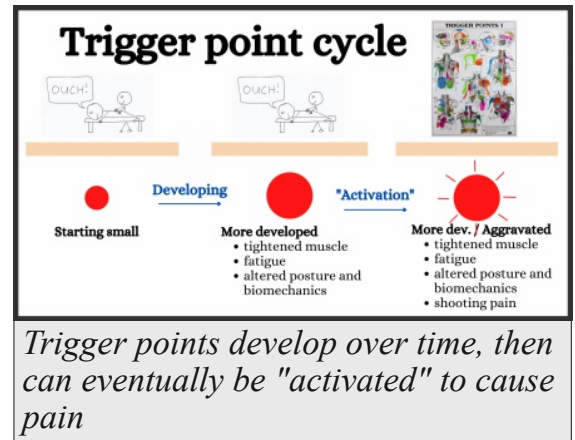 Trigger point cycle
TRIGGER POINTS I
OUCH!
OUCH!
Developing
"Activation"
Starting small
More developed
• tightened muscle
• fatigue
• altered posture and
biomechanics
More dev. / Aggravated
• tightened muscle
• fatigue
• altered posture and
biomechanics
• shooting pain
Trigger points develop over time, then
can eventually be "activated" to cause
pain